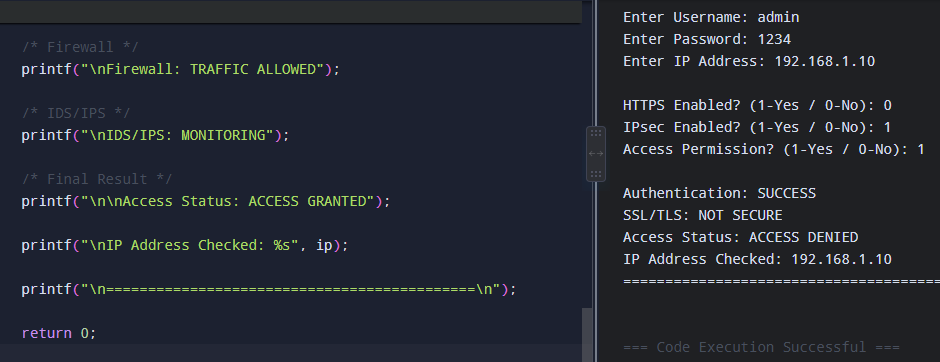 /* Firewall */
printf("\nFirewall: TRAFFIC ALLOWED");
/* IDS/IPS */
printf("\nIDS/IPS: MONITORING");
/* Final Result */
printf("\n\nAccess Status: ACCESS GRANTED");
printf("\nIP Address Checked: %s", ip);
printf("\n============================================\n");
return 0;
Enter Username: admin
Enter Password: 1234
Enter IP Address: 192.168.1.10
HTTPS Enabled? (1-Yes / 0-No): 0
IPsec Enabled? (1-Yes / 0-No): 1
Access Permission? (1-Yes / 0-No): 1
Authentication: SUCCESS
SSL/TLS: NOT SECURE
Access Status: ACCESS DENIED
IP Address Checked: 192.168.1.10
======================================
=== Code Execution Successful ===